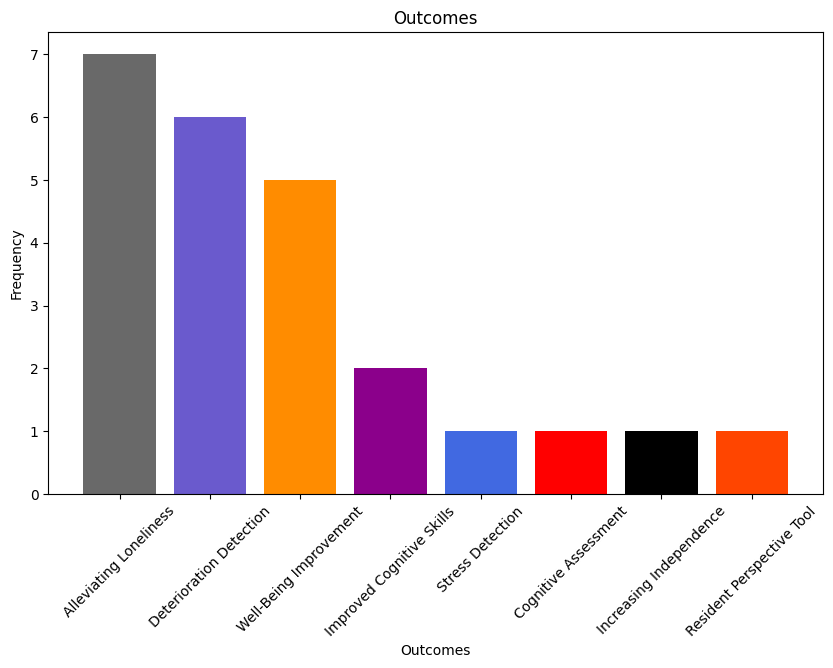 Outcomes
7
6
5
4
3
2
1
0
Frequency
Alleviating Loneliness
Deterioration Detection
Well-Being Improvement
Improved Cognitive Skills
Stress Detection
Cognitive Assessment
Increasing Independence
Resident Perspective Tool
Outcomes